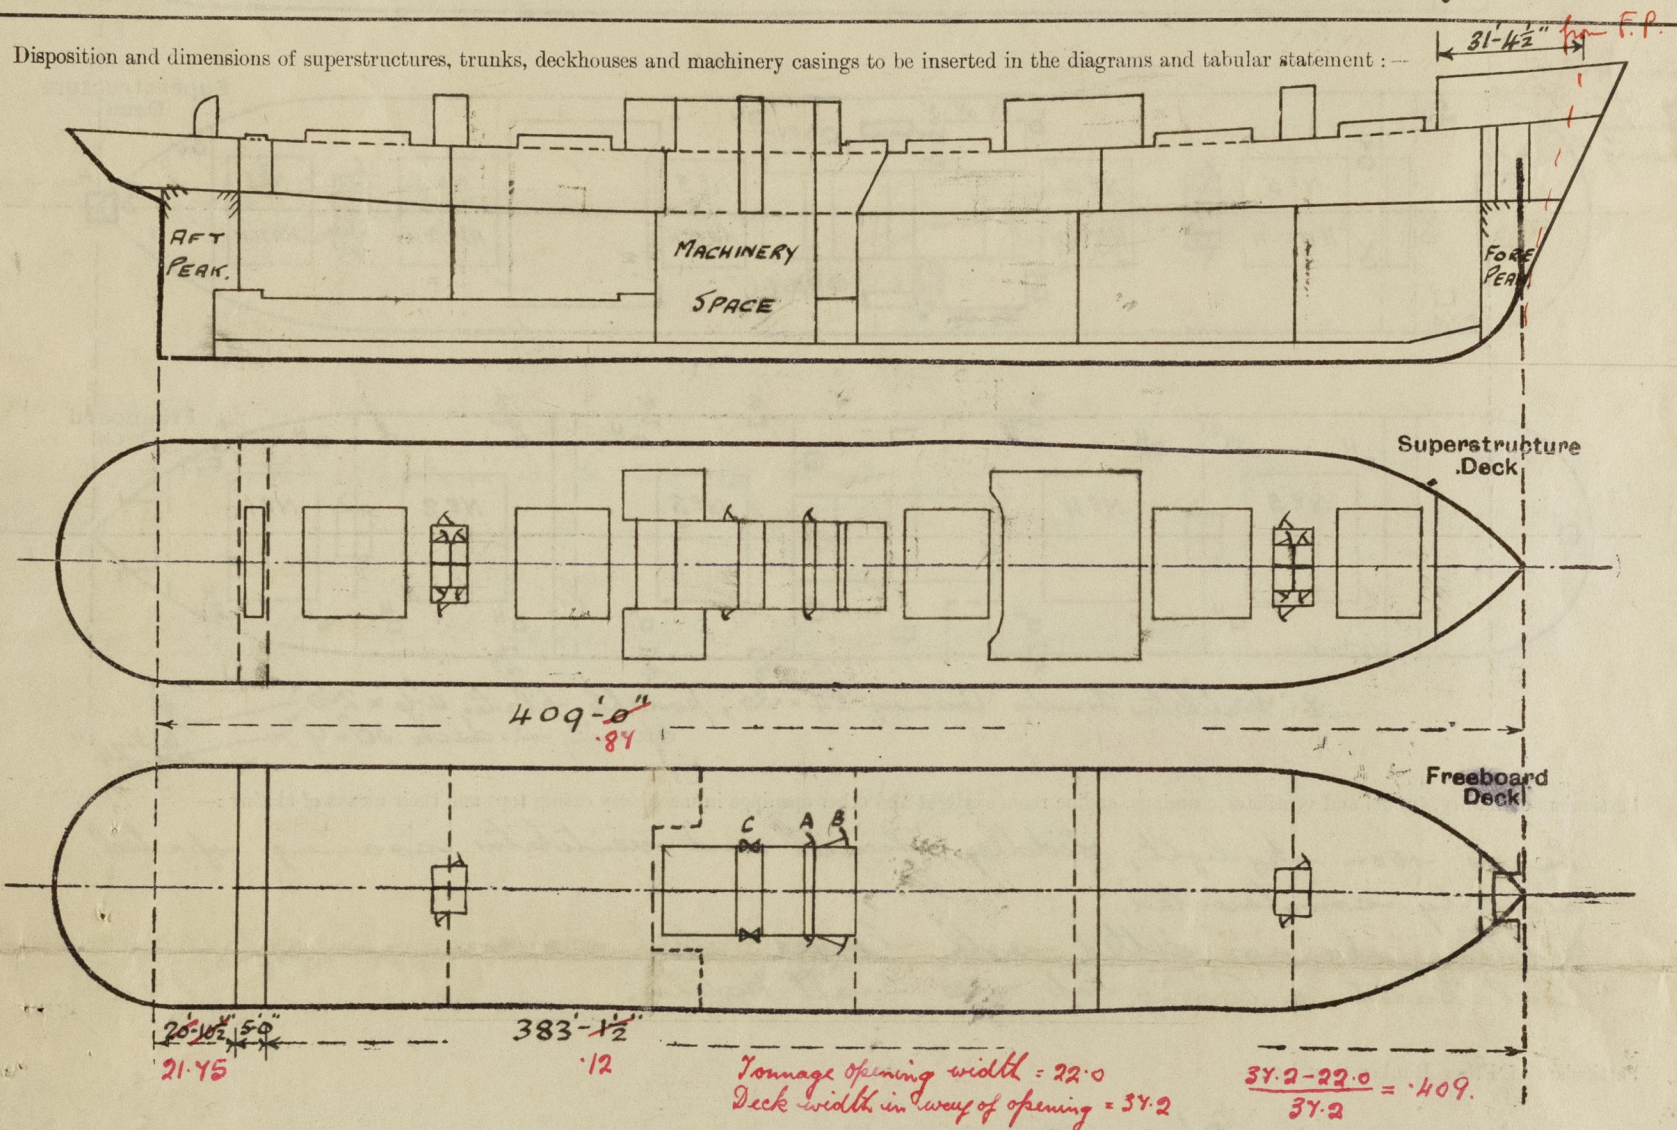 31'-4½" from F.P.
Disposition and dimensions of superstructures, trunks, deckhouses and machinery casings to be inserted in the diagrams and tabular statement :—
AFT
PEAK.
MACHINERY
SPACE
FORE
PEAK
Superstructure
Deck
409'-0"
.87
Freeboard
Deck
C A B
20'-10½" 5'-0" 383'-1½"
21.75 .12
Tonnage opening width = 22.0
Deck width in way of opening = 37.2
37.2-22.0
37.2
= .409.